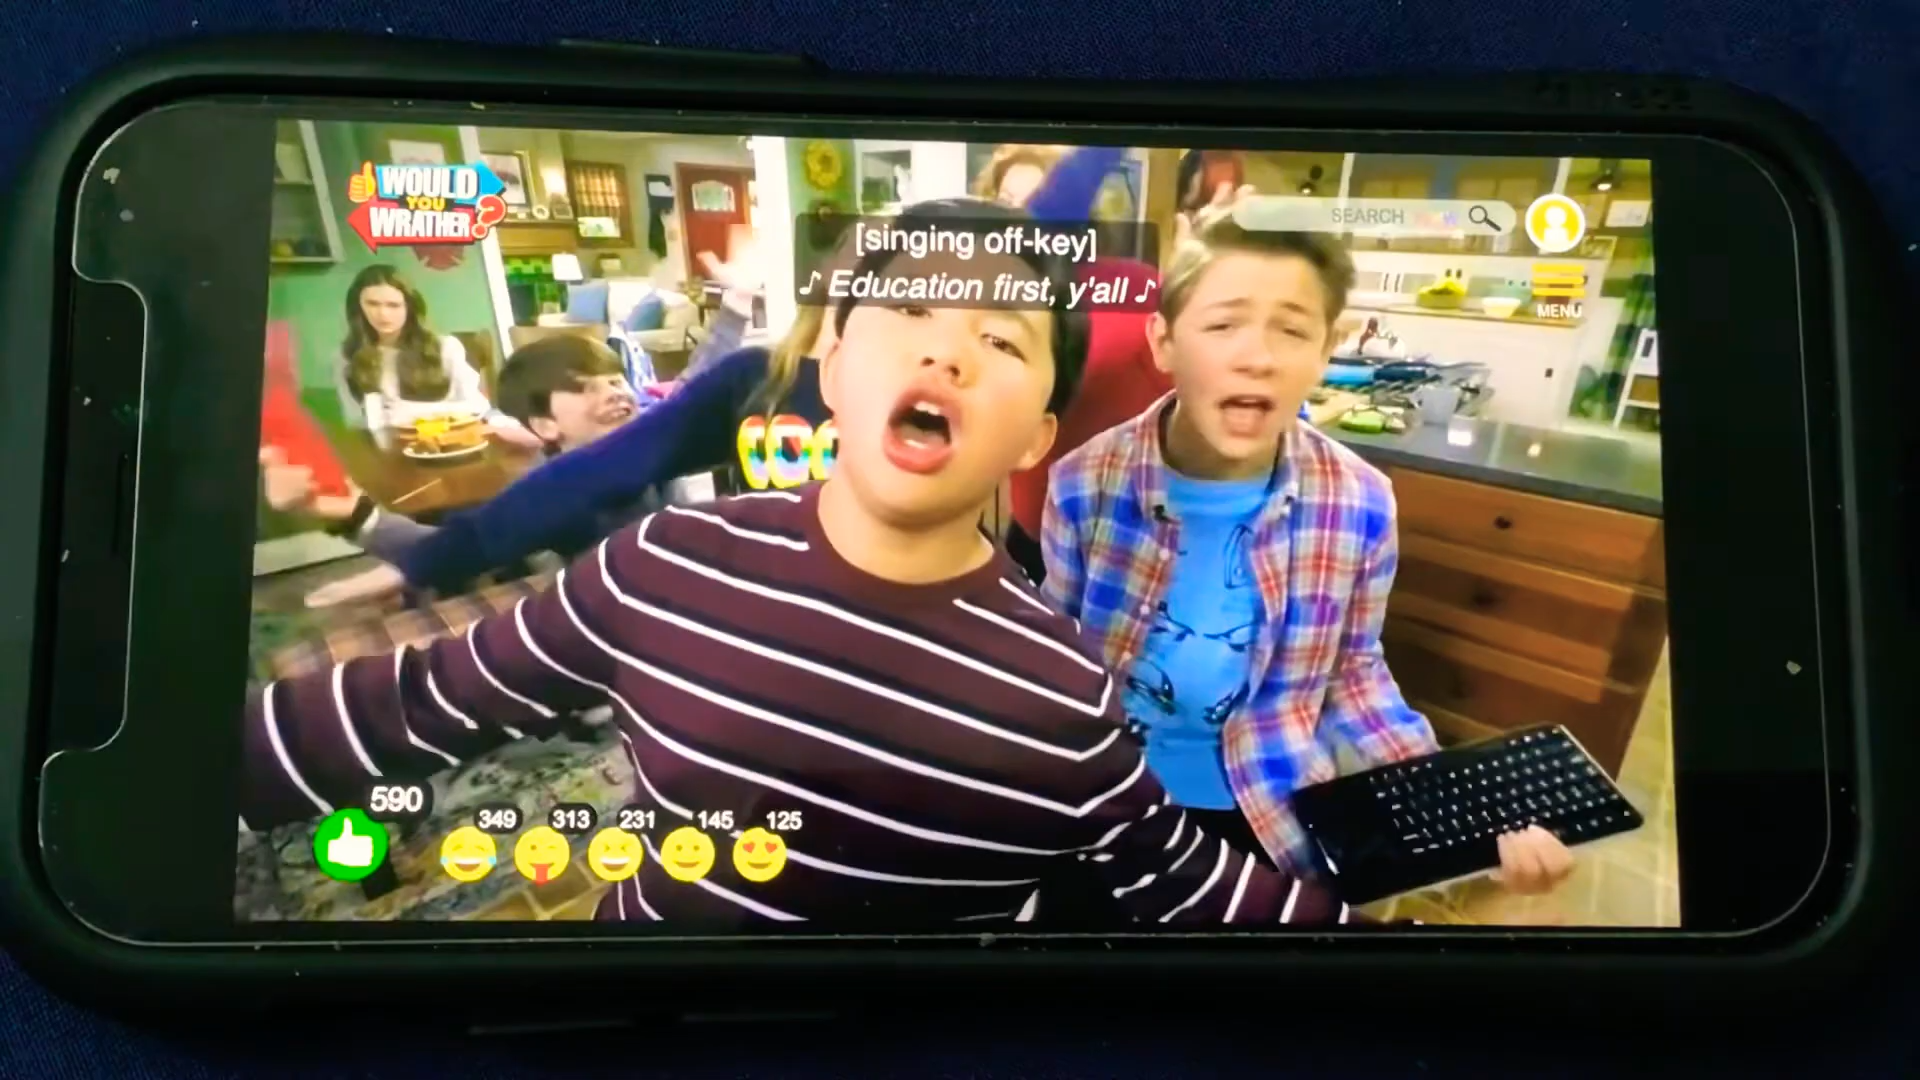 WOULD
YOU
WRATHER?
[singing off-key]
♪ Education first, y'all ♪
SEARCH
MENU
590
349
313
231
145
125